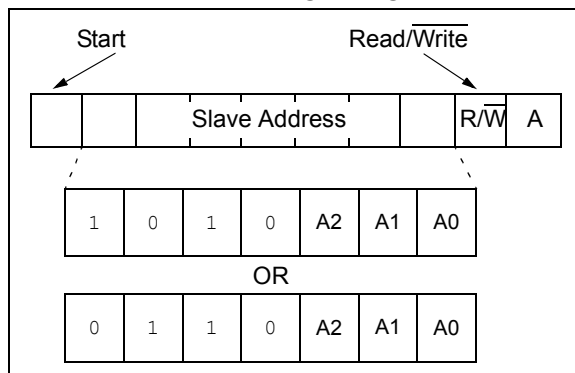 Start Read/Write
Slave Address R/W A
1 0 1 0 A2 A1 A0
OR
0 1 1 0 A2 A1 A0